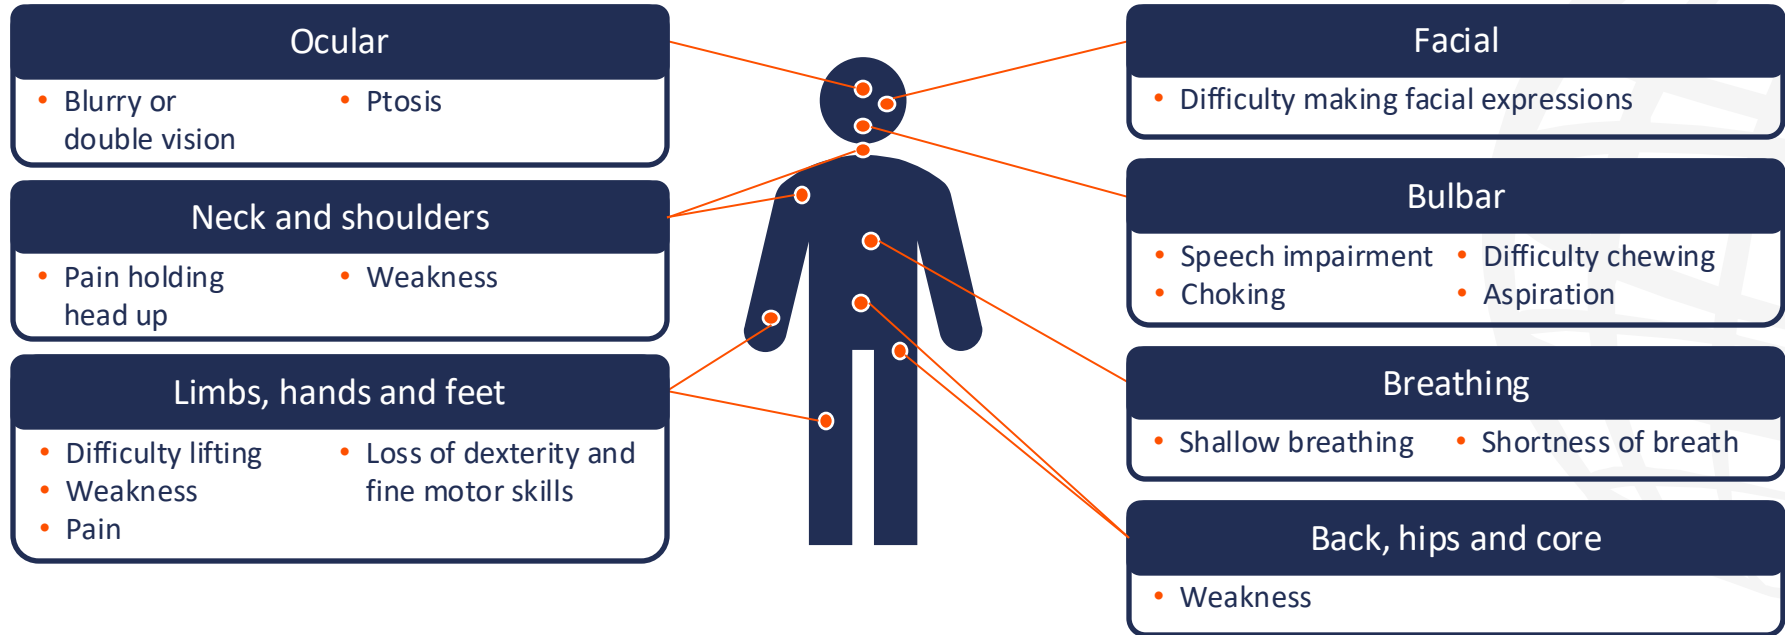 Ocular
• Blurry or double vision
• Ptosis
Neck and shoulders
• Pain holding head up
• Weakness
Limbs, hands and feet
• Difficulty lifting
• Weakness
• Pain
• Loss of dexterity and fine motor skills
Facial
• Difficulty making facial expressions
Bulbar
• Speech impairment
• Choking
• Difficulty chewing
• Aspiration
Breathing
• Shallow breathing
• Shortness of breath
Back, hips and core
• Weakness